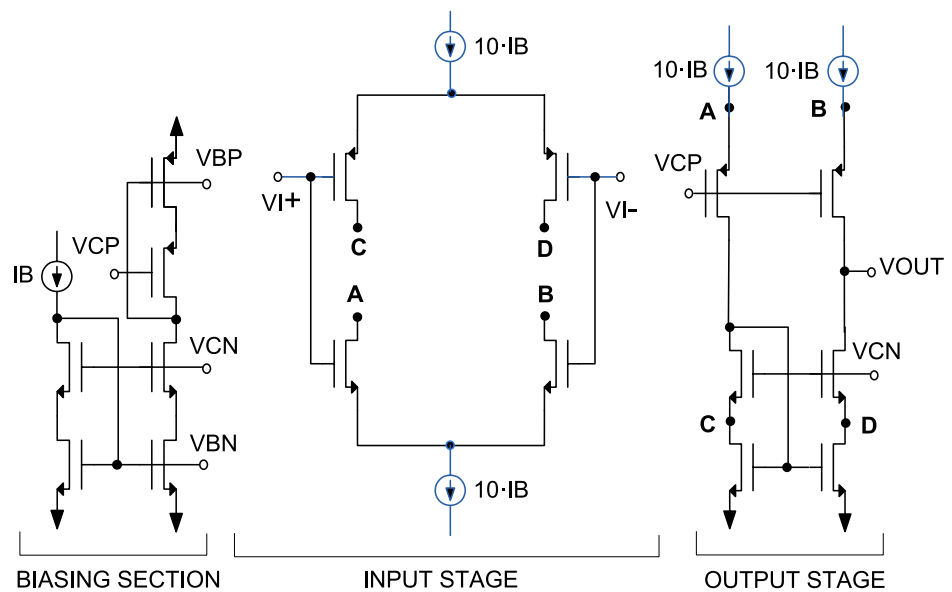 10·IB
10·IB
10·IB
A
B
VBP
VCP
VI+
VI-
VCP
C
D
IB
A
B
VOUT
VCN
VCN
C
D
VBN
10·IB
BIASING SECTION
INPUT STAGE
OUTPUT STAGE